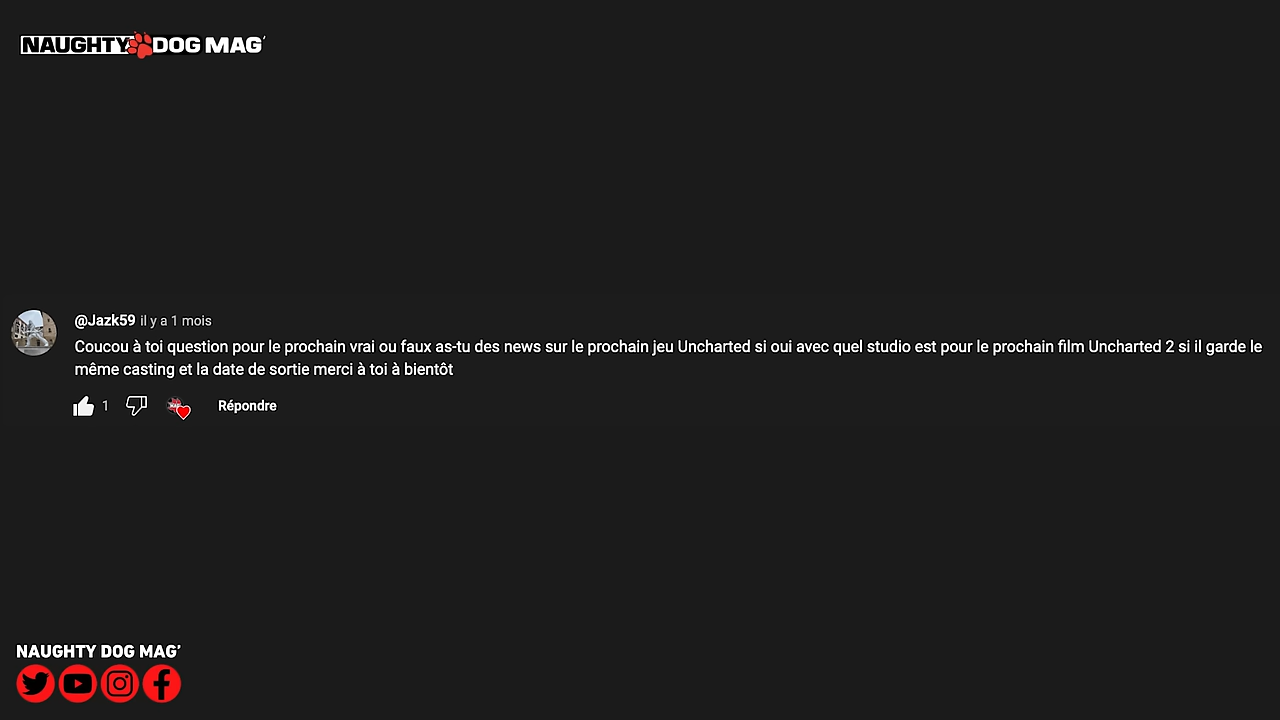 NAUGHTY DOG MAG'
@Jazk59 il y a 1 mois
Coucou à toi question pour le prochain vrai ou faux as-tu des news sur le prochain jeu Uncharted si oui avec quel studio est pour le prochain film Uncharted 2 si il garde le
même casting et la date de sortie merci à toi à bientôt
1 Répondre
NAUGHTY DOG MAG'